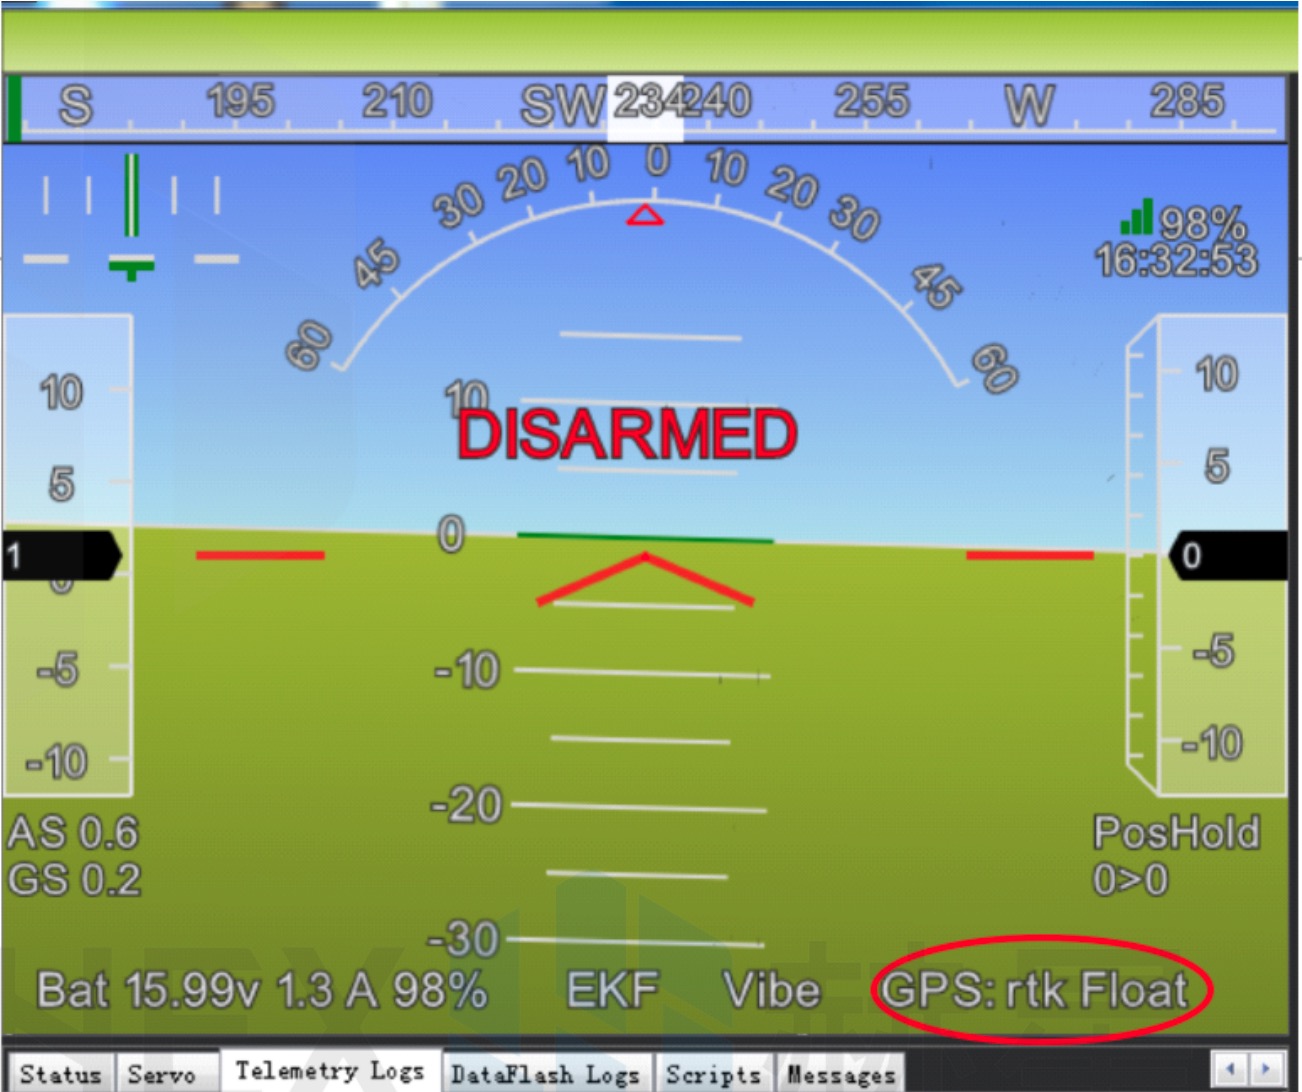 S 195 210 SW 234 240 255 W 285
60 45 30 20 10 0 10 20 30 45 60
98%
16:32:53
10
5
0
-5
-10
1
10
DISARMED
0
-10
-20
-30
10
5
0
-5
-10
AS 0.6
GS 0.2
PosHold
0>0
Bat 15.99v 1.3 A 98% EKF Vibe GPS: rtk Float
Status Servo Telemetry Logs DataFlash Logs Scripts Messages